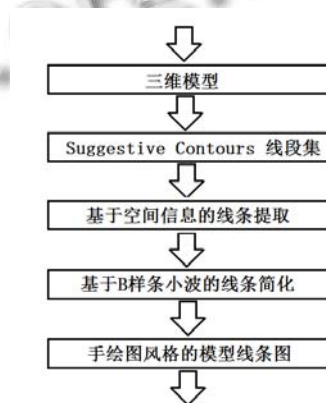 三维模型
Suggestive Contours 线段集
基于空间信息的线条提取
基于B样条小波的线条简化
手绘图风格的模型线条图